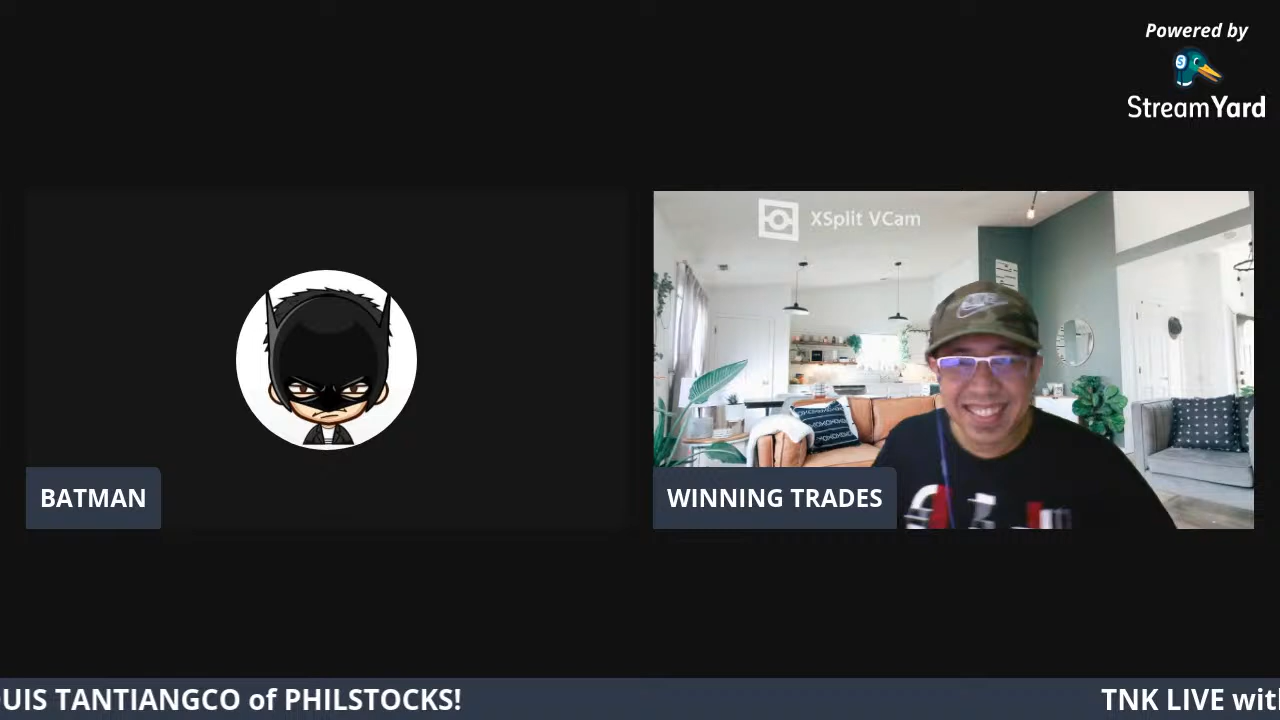 Powered by
StreamYard
XSplit VCam
BATMAN
WINNING TRADES
UIS TANTIANGCO of PHILSTOCKS!
TNK LIVE wit